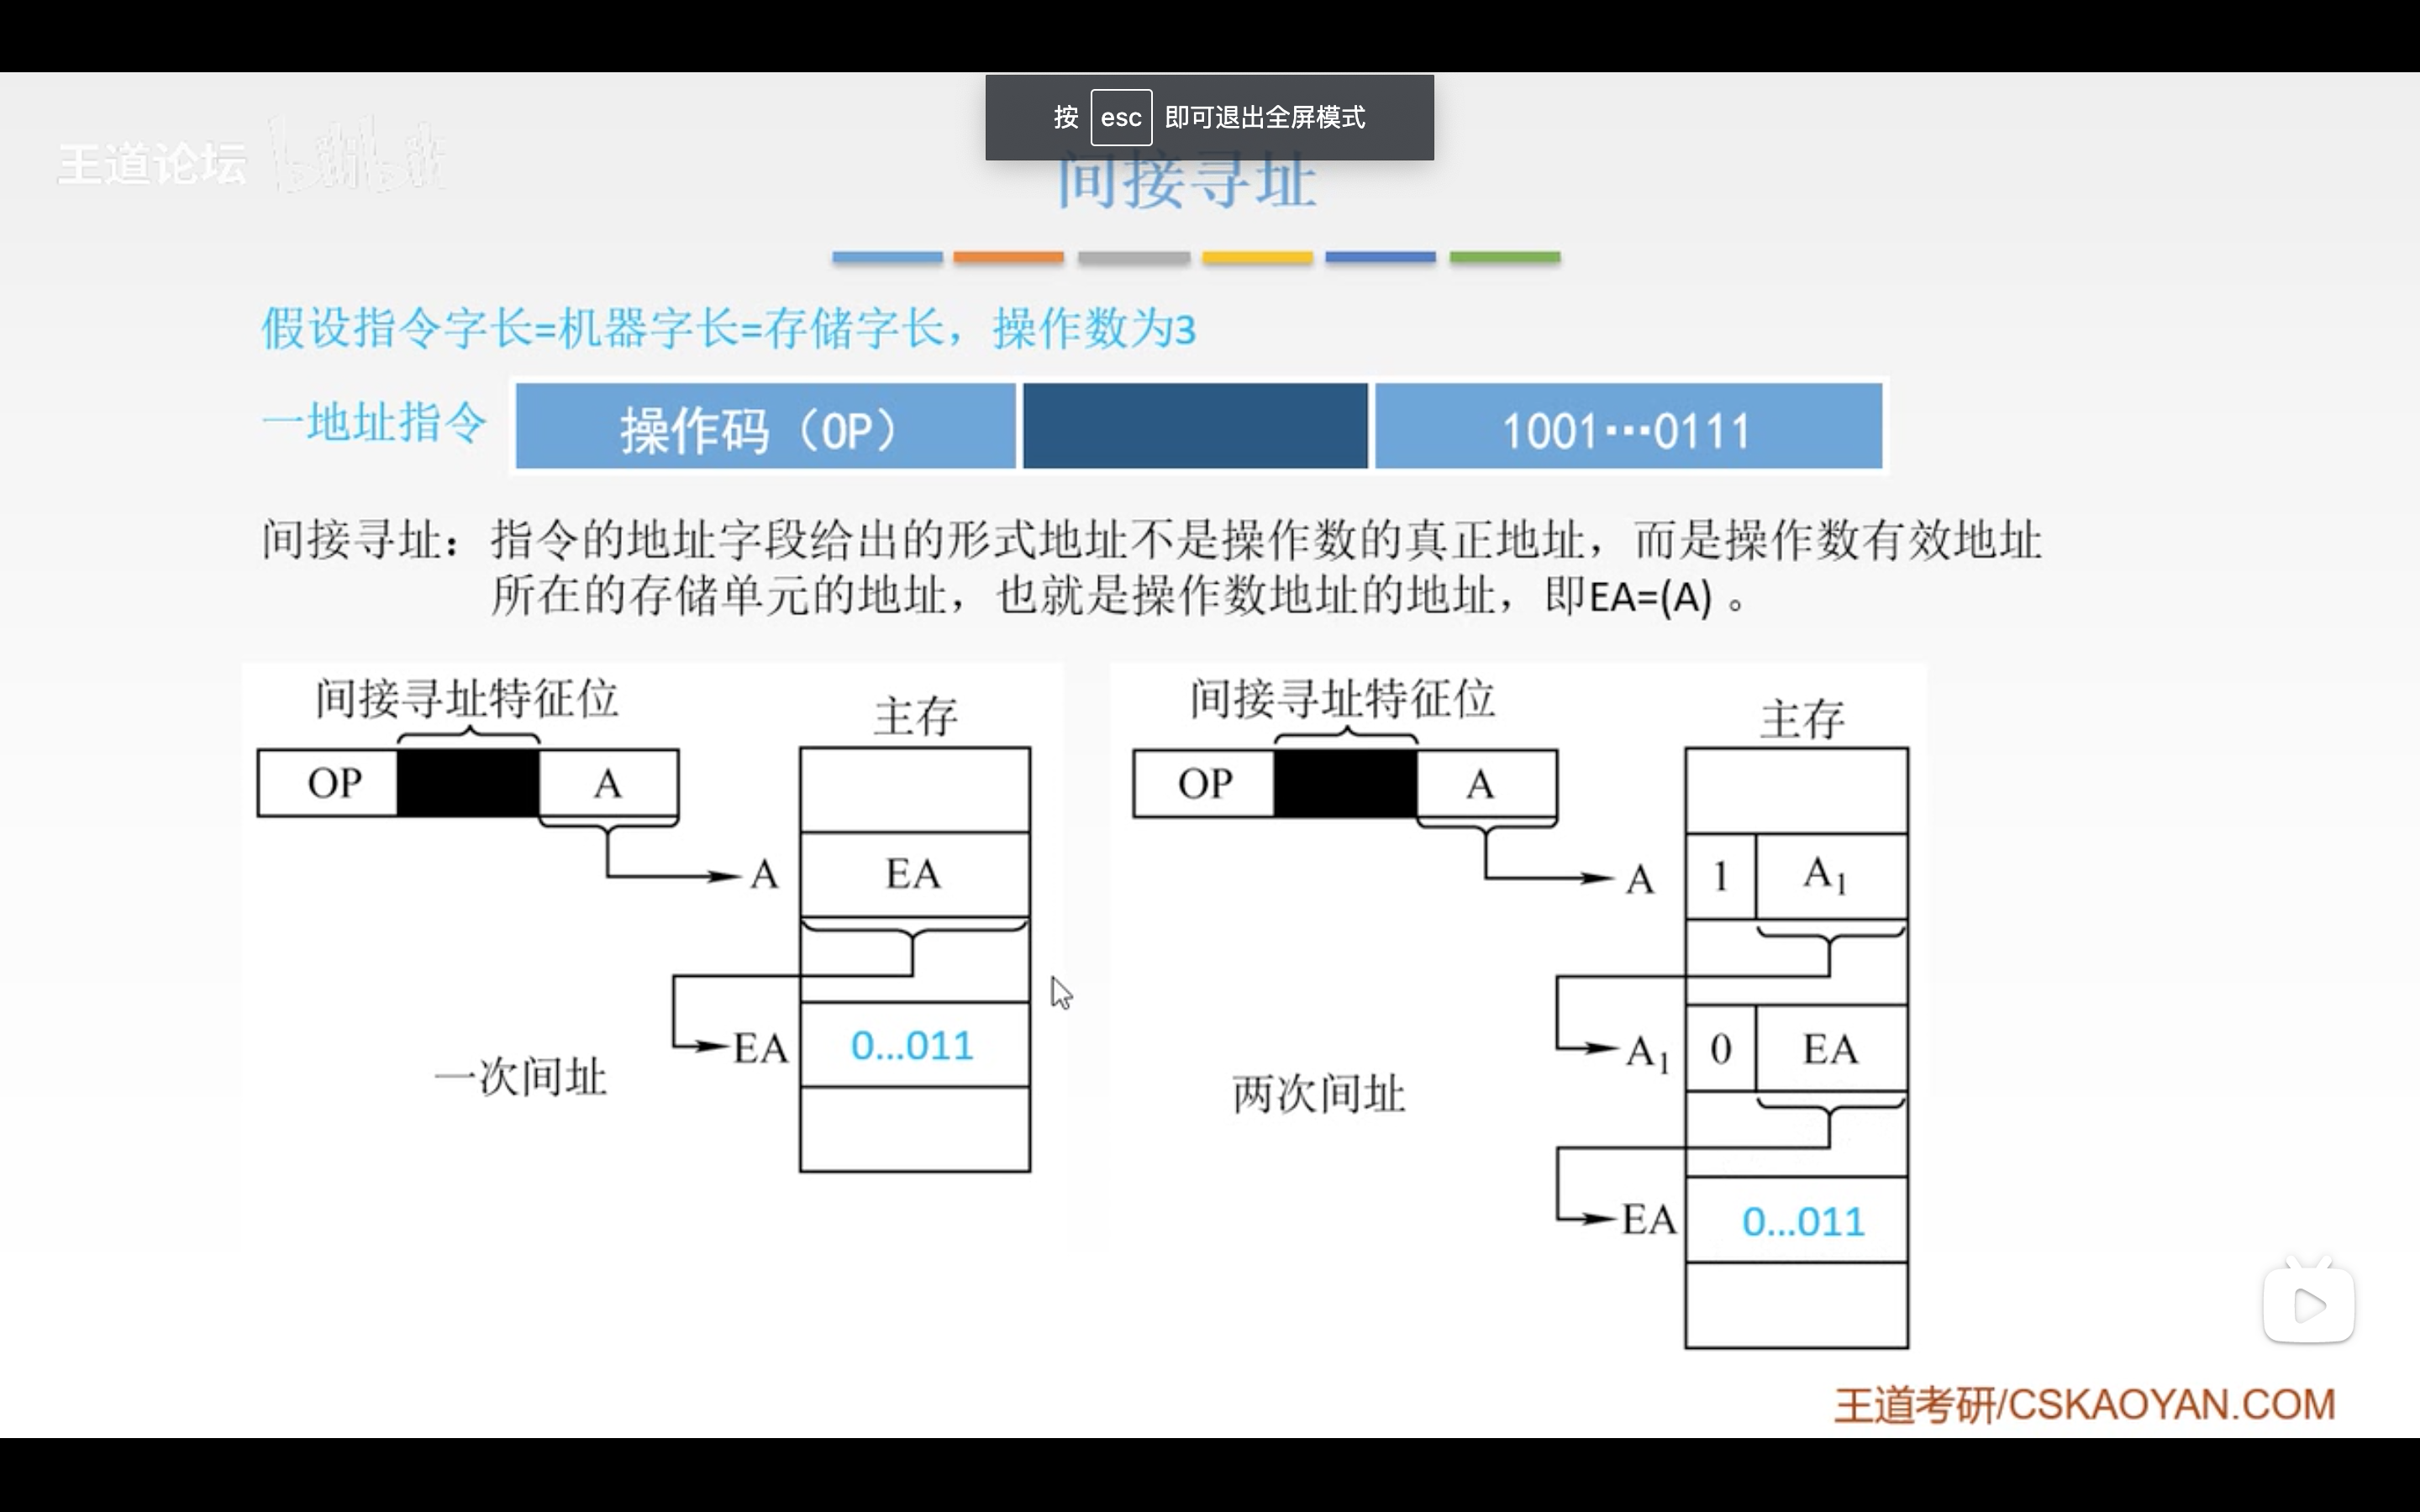 按 esc 即可退出全屏模式
王道论坛 bilibili
间接寻址
假设指令字长=机器字长=存储字长，操作数为3
一地址指令 操作码（OP） 1001…0111
间接寻址：指令的地址字段给出的形式地址不是操作数的真正地址，而是操作数有效地址
所在的存储单元的地址，也就是操作数地址的地址，即EA=(A) 。
间接寻址特征位
主存
OP A
A EA
EA 0...011
一次间址
间接寻址特征位
主存
OP A
A 1 A₁
A₁ 0 EA
两次间址
EA 0...011
王道考研/CSKAOYAN.COM